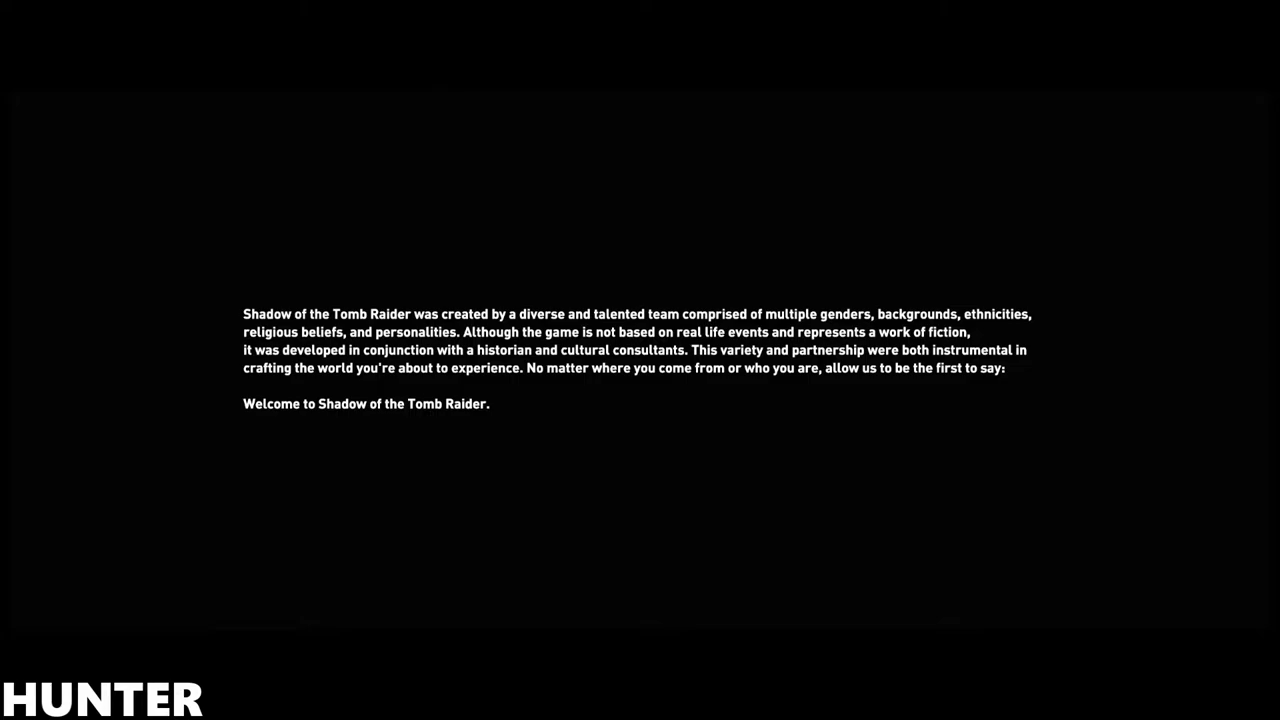 Shadow of the Tomb Raider was created by a diverse and talented team comprised of multiple genders, backgrounds, ethnicities,
religious beliefs, and personalities. Although the game is not based on real life events and represents a work of fiction,
it was developed in conjunction with a historian and cultural consultants. This variety and partnership were both instrumental in
crafting the world you're about to experience. No matter where you come from or who you are, allow us to be the first to say:
Welcome to Shadow of the Tomb Raider.
HUNTER